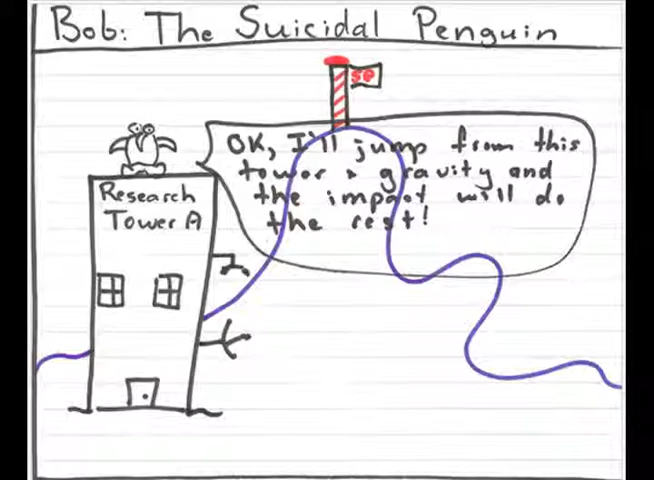 Bob: The Suicidal Penguin
SP
OK, I'll jump from this
tower & gravity and
the impact will do
the rest!
Research
Tower A